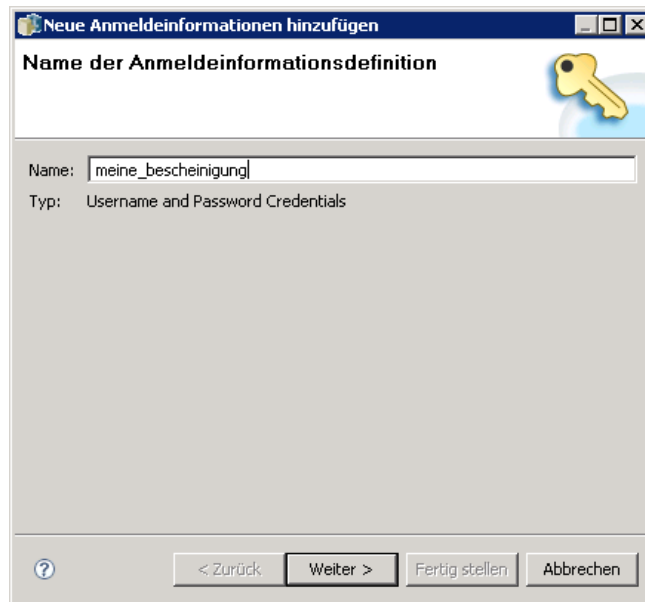 Neue Anmeldeinformationen hinzufügen
Name der Anmeldeinformationsdefinition
Name: meine_bescheinigung
Typ: Username and Password Credentials
? < Zurück Weiter > Fertig stellen Abbrechen